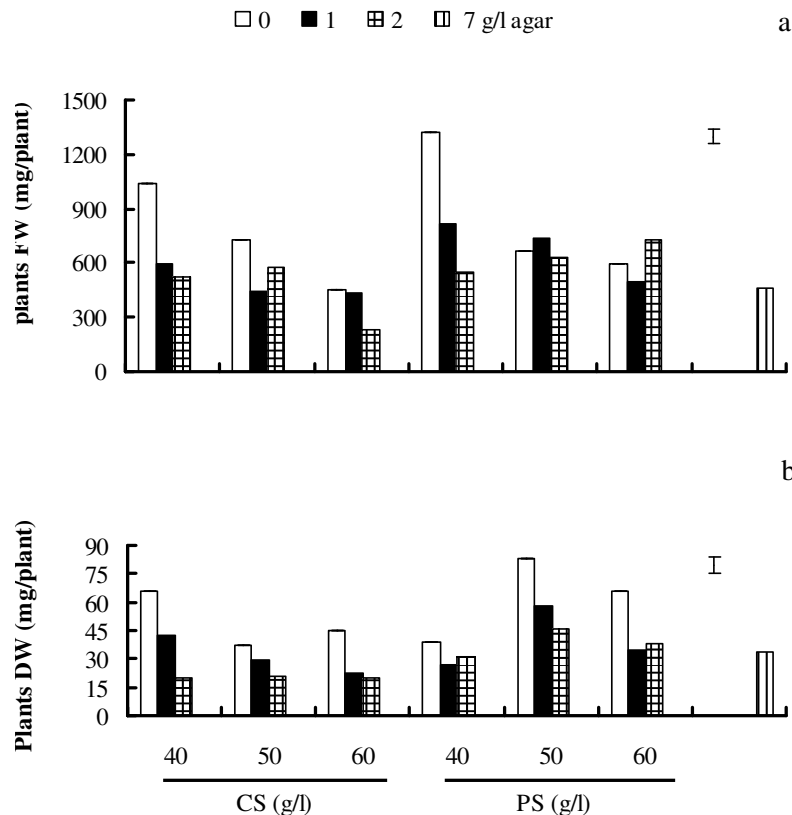 0 1 2 7 g/l agar
a
plants FW (mg/plant)
1500
1200
900
600
300
0
b
Plants DW (mg/plant)
90
75
60
45
30
15
0
40 50 60 40 50 60
CS (g/l) PS (g/l)